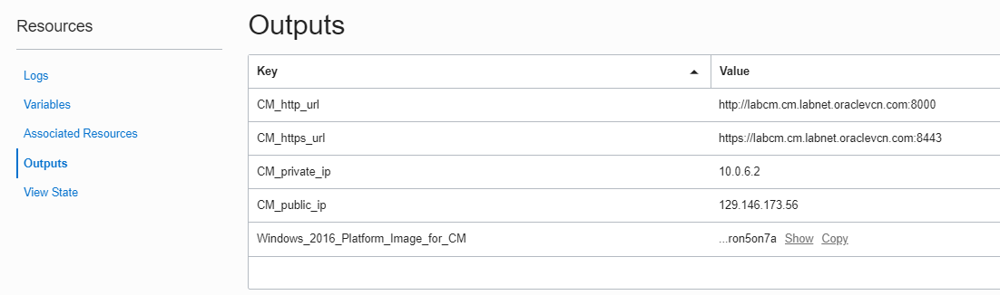 Resources
Logs
Variables
Associated Resources
Outputs
View State
Outputs
Key Value
CM_http_url http://labcm.cm.labnet.oraclevcn.com:8000
CM_https_url https://labcm.cm.labnet.oraclevcn.com:8443
CM_private_ip 10.0.6.2
CM_public_ip 129.146.173.56
Windows_2016_Platform_Image_for_CM ...ron5on7a Show Copy